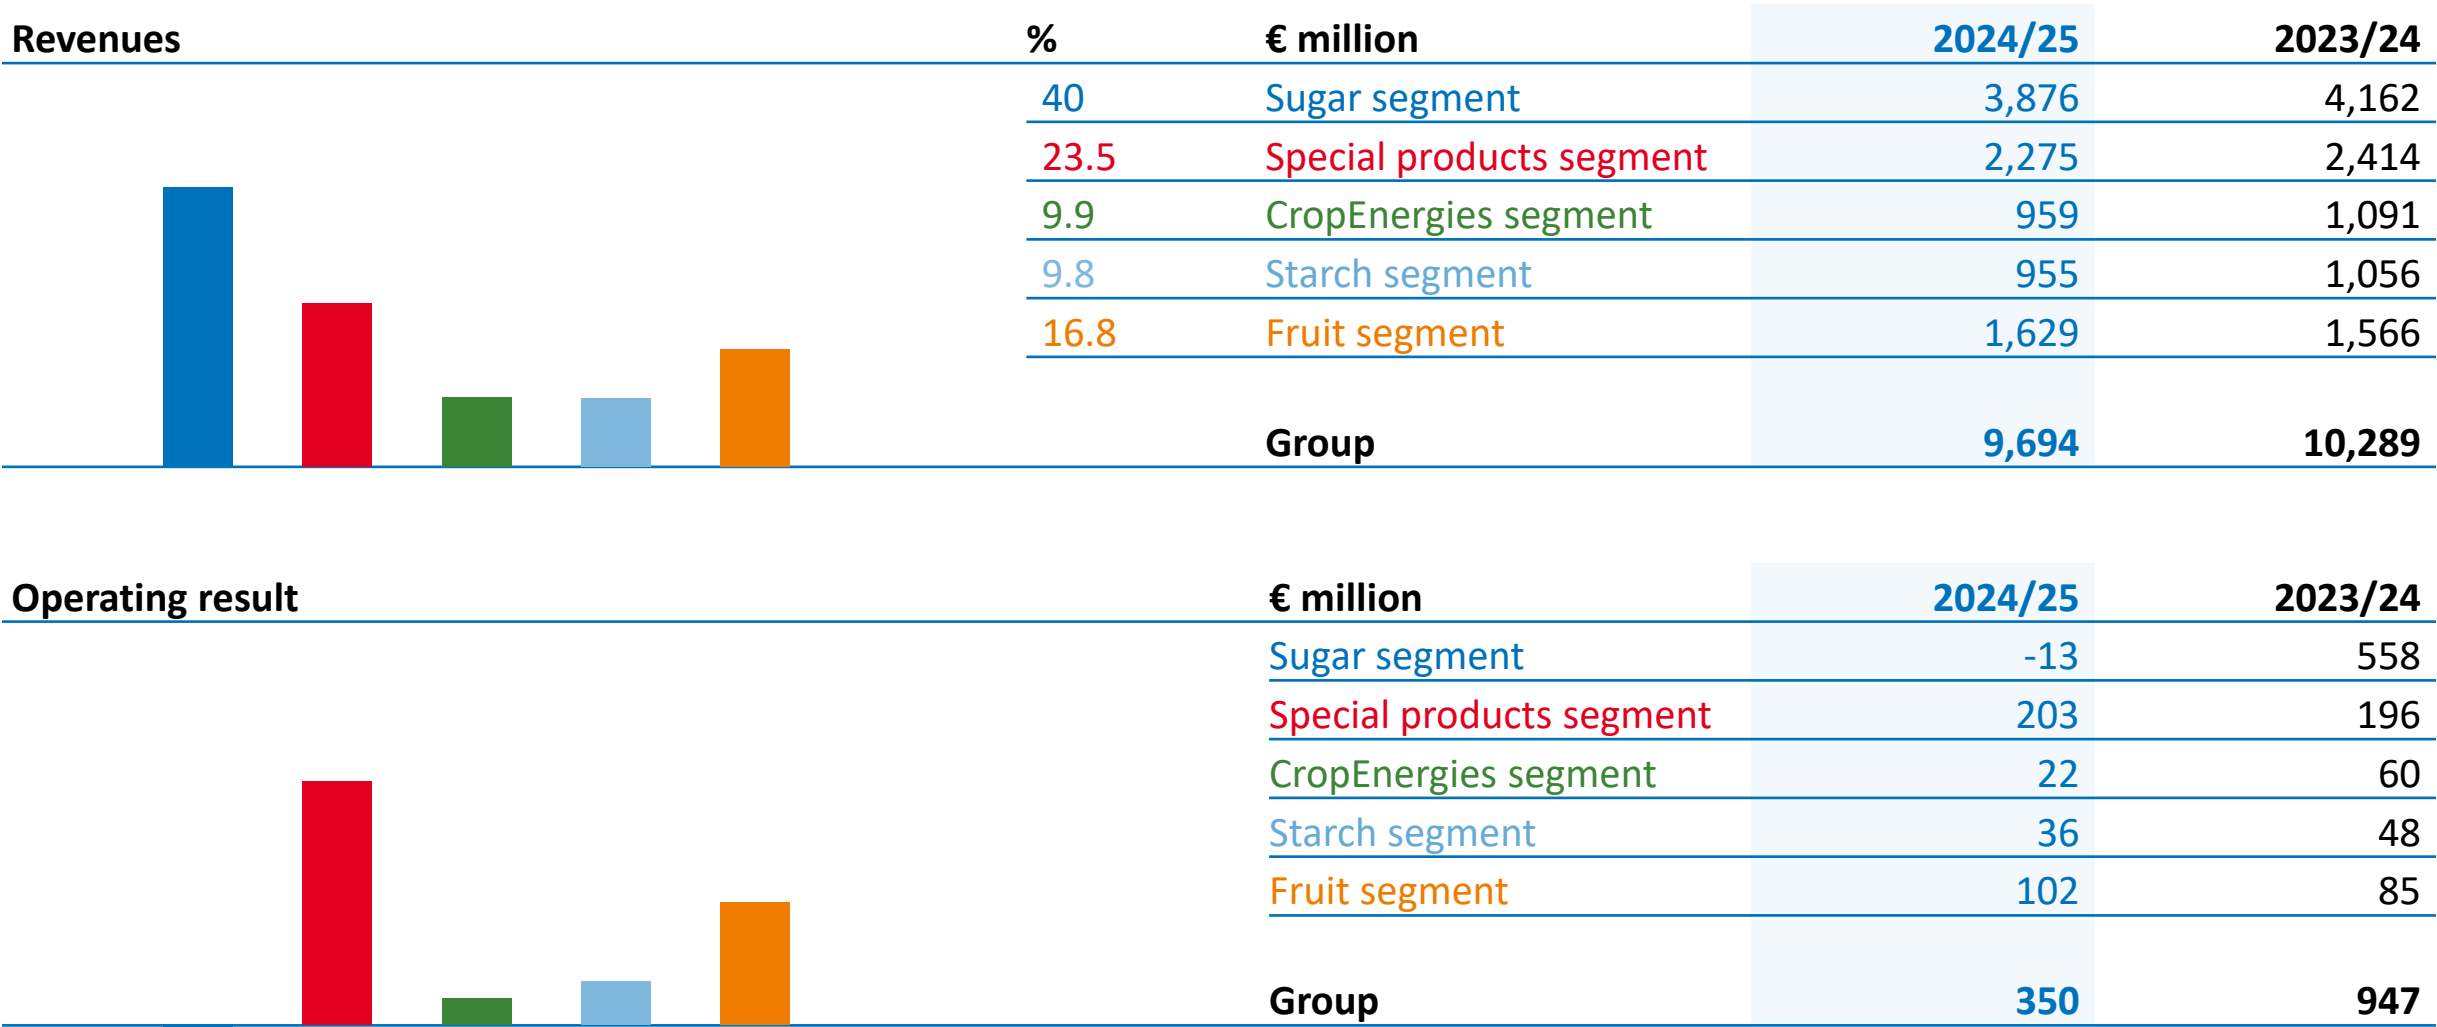 Revenues % € million 2024/25 2023/24
40 Sugar segment 3,876 4,162
23.5 Special products segment 2,275 2,414
9.9 CropEnergies segment 959 1,091
9.8 Starch segment 955 1,056
16.8 Fruit segment 1,629 1,566
Group 9,694 10,289
Operating result € million 2024/25 2023/24
Sugar segment -13 558
Special products segment 203 196
CropEnergies segment 22 60
Starch segment 36 48
Fruit segment 102 85
Group 350 947